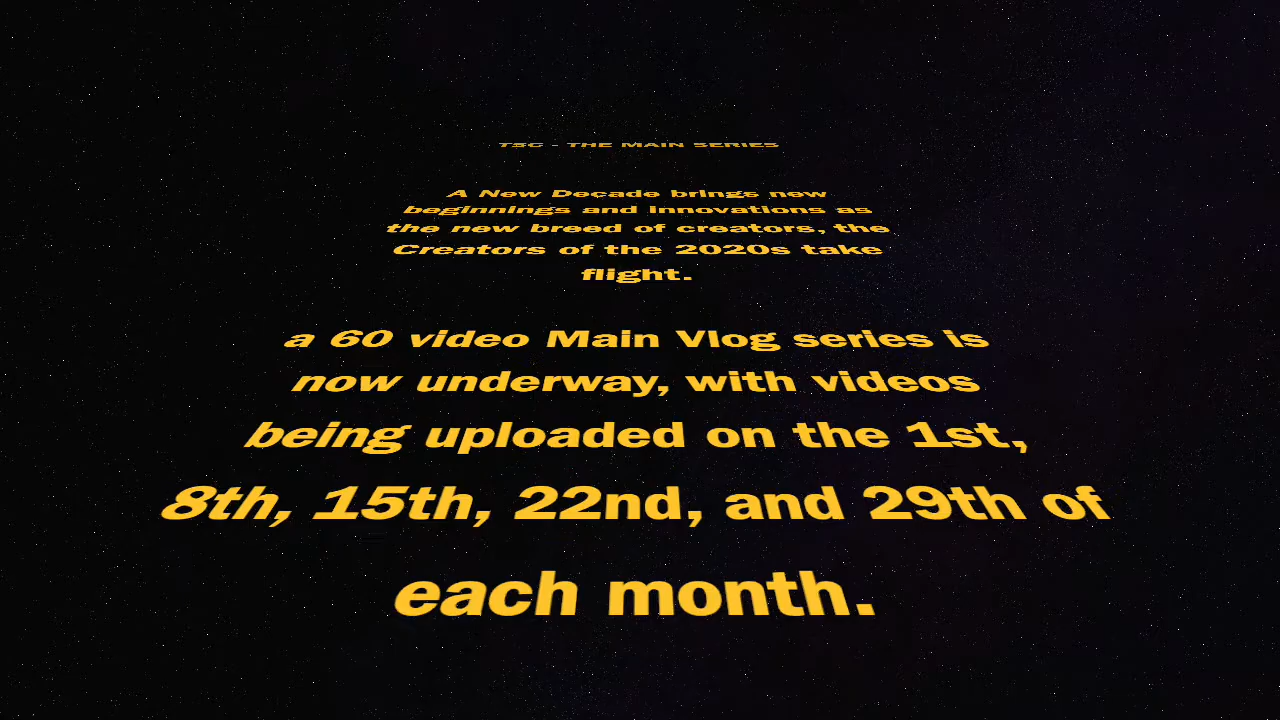 TSC - THE MAIN SERIES
A New Decade brings new
beginnings and innovations as
the new breed of creators, the
Creators of the 2020s take
flight.
a 60 video Main Vlog series is
now underway, with videos
being uploaded on the 1st,
8th, 15th, 22nd, and 29th of
each month.